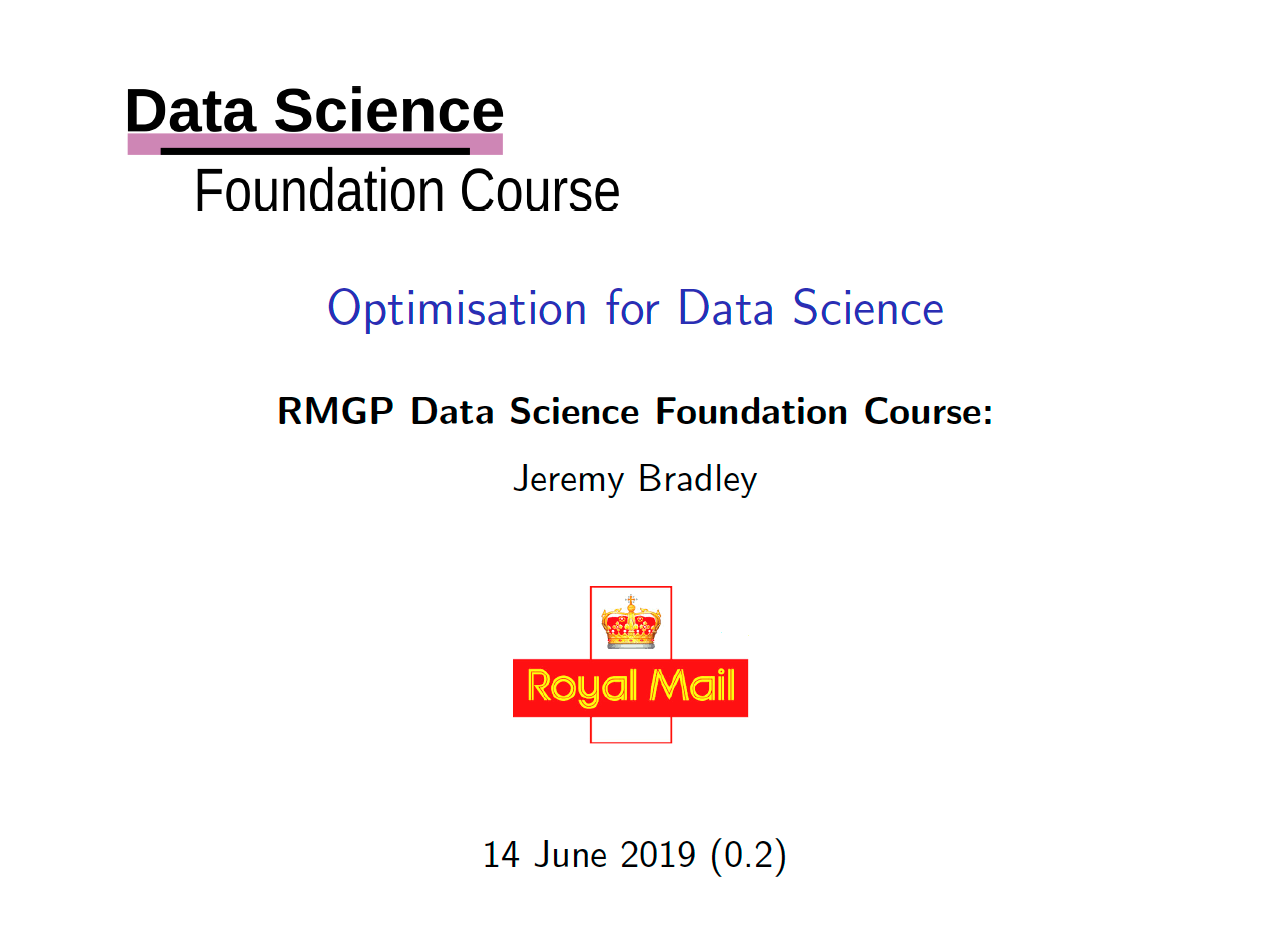 Data Science
Foundation Course
Optimisation for Data Science
RMGP Data Science Foundation Course:
Jeremy Bradley
Royal Mail
14 June 2019 (0.2)